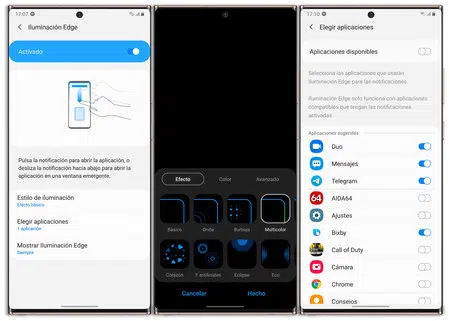 17:07
Iluminación Edge
Activado
Pulsa la notificación para abrir la aplicación, o
desliza la notificación hacia abajo para abrir la
aplicación en una ventana emergente.
Estilo de iluminación
Efecto básico
Elegir aplicaciones
1 aplicación
Mostrar Iluminación Edge
Siempre
Efecto
Color
Avanzado
Básico
Onda
Burbuja
Multicolor
Corazón
F artificiales
Eclipse
Eco
Cancelar
Hecho
17:10
Elegir aplicaciones
Aplicaciones disponibles
Selecciona las aplicaciones que usarán
Iluminación Edge para las notificaciones.
Iluminación Edge solo funciona con aplicaciones
compatibles que tengan las notificaciones
activadas.
Aplicaciones sugeridas
Duo
Mensajes
Telegram
64
AIDA64
Ajustes
Bixby
Call of Duty
Cámara
Chrome
Consejos